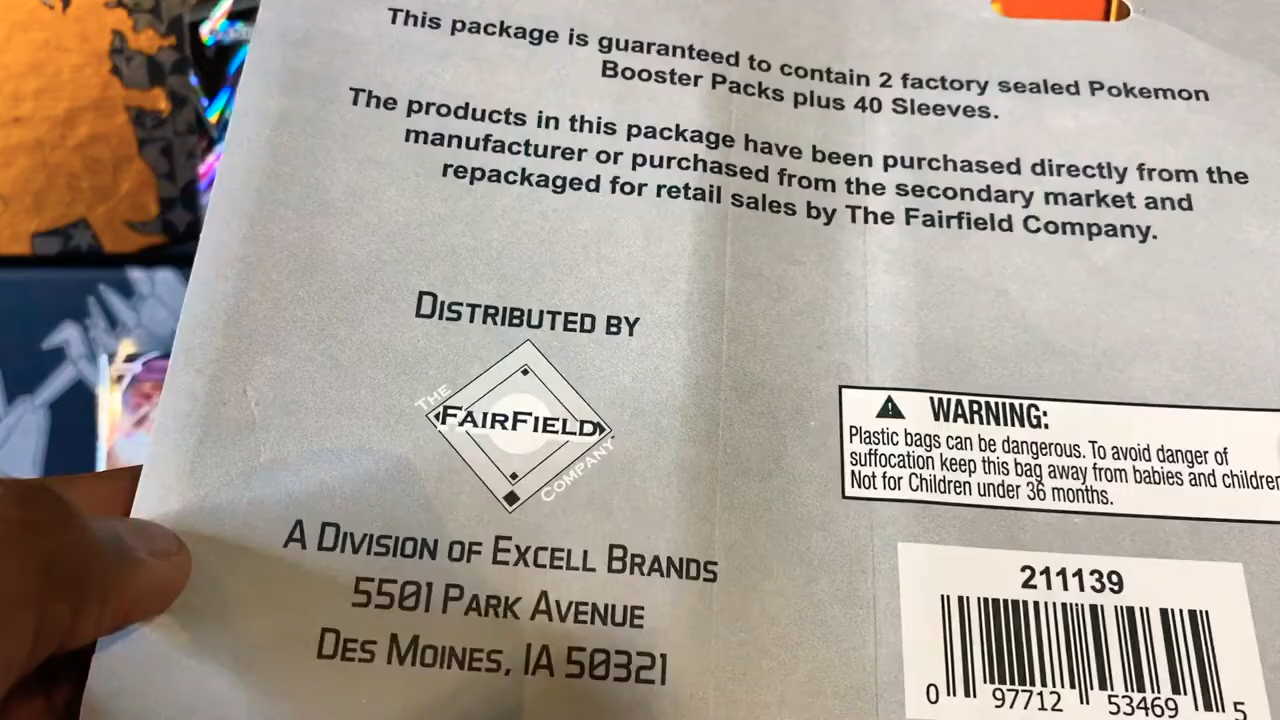 This package is guaranteed to contain 2 factory sealed Pokemon
Booster Packs plus 40 Sleeves.
The products in this package have been purchased directly from the
manufacturer or purchased from the secondary market and
repackaged for retail sales by The Fairfield Company.
DISTRIBUTED BY
THE
FAIRFIELD
COMPANY
A DIVISION OF EXCELL BRANDS
5501 PARK AVENUE
DES MOINES, IA 50321
WARNING:
Plastic bags can be dangerous. To avoid danger of
suffocation keep this bag away from babies and children
Not for Children under 36 months.
211139
0 97712 53469 5